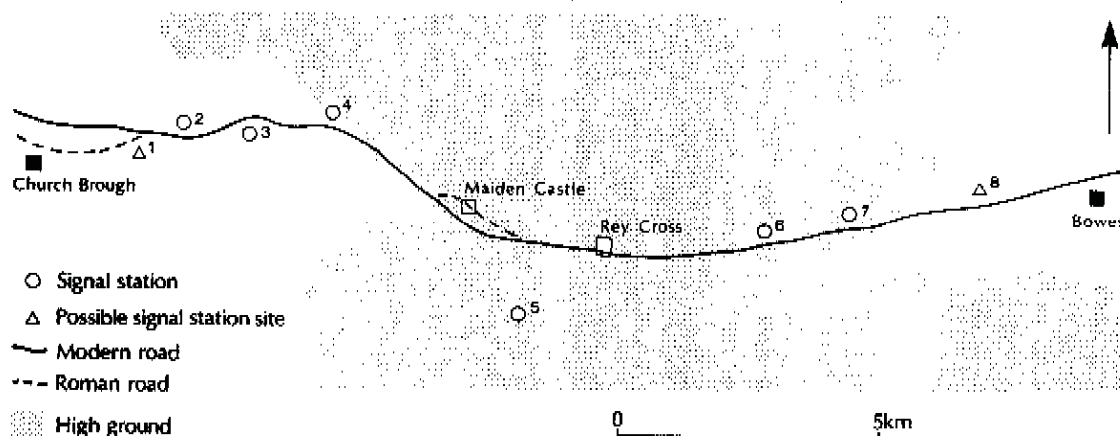 4
2
3
1
Church Brough
Maiden Castle
Rey Cross
8
7
6
Bowes
5
Signal station
Possible signal station site
Modern road
Roman road
High ground
0
5km